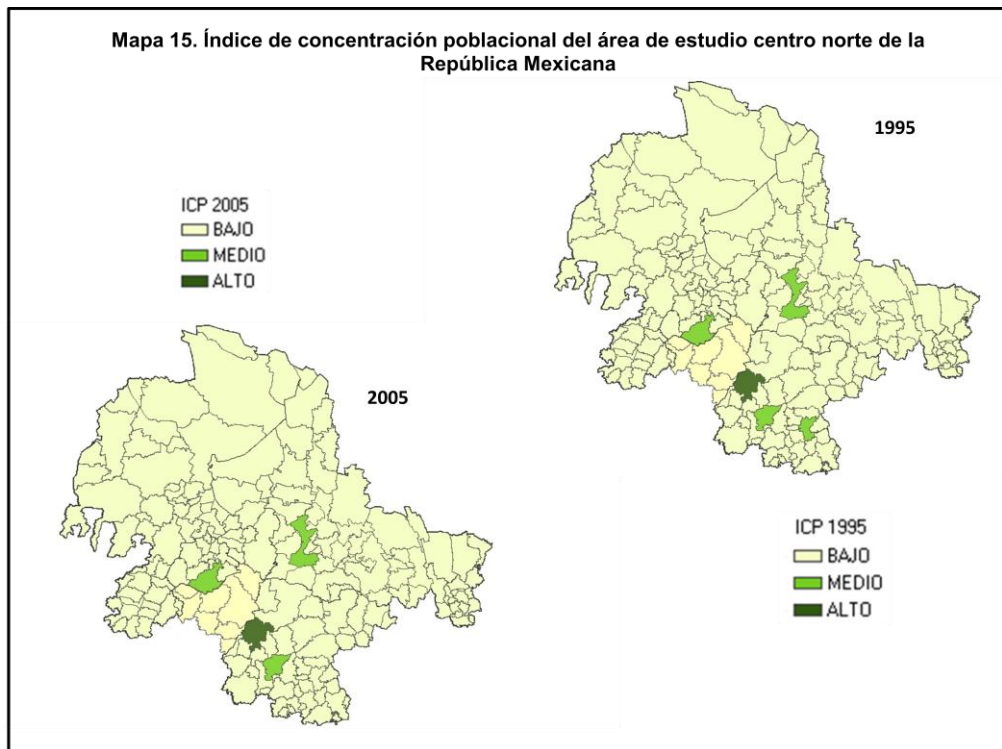 Mapa 15. Índice de concentración poblacional del área de estudio centro norte de la
República Mexicana
1995
ICP 2005
BAJO
MEDIO
ALTO
2005
ICP 1995
BAJO
MEDIO
ALTO